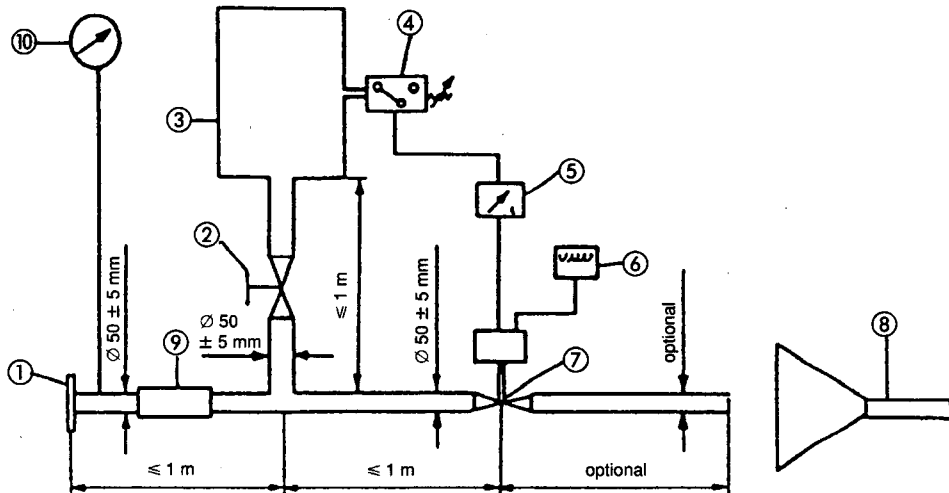 10
4
3
5
2
6
≤ 1 m
Ø 50 ± 5 mm
Ø 50 ± 5 mm
optional
Ø 50
± 5 mm
9
7
8
1
≤ 1 m
≤ 1 m
optional